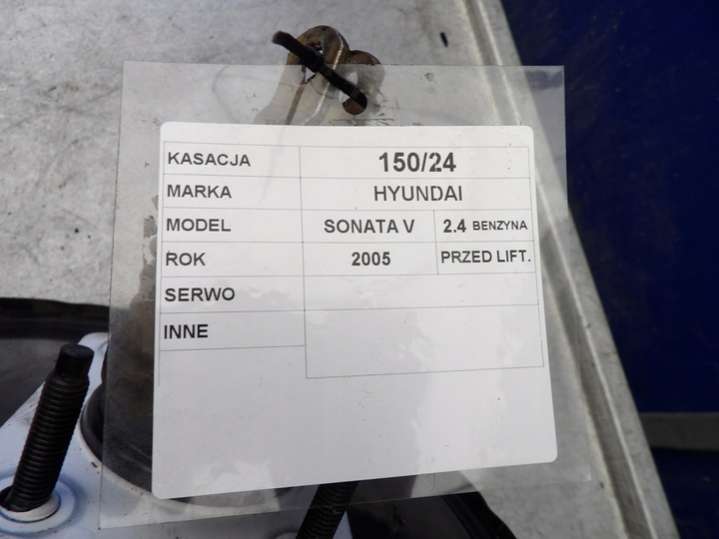 KASACJA 150/24
MARKA HYUNDAI
MODEL SONATA V 2.4 BENZYNA
ROK 2005 PRZED LIFT.
SERWO
INNE